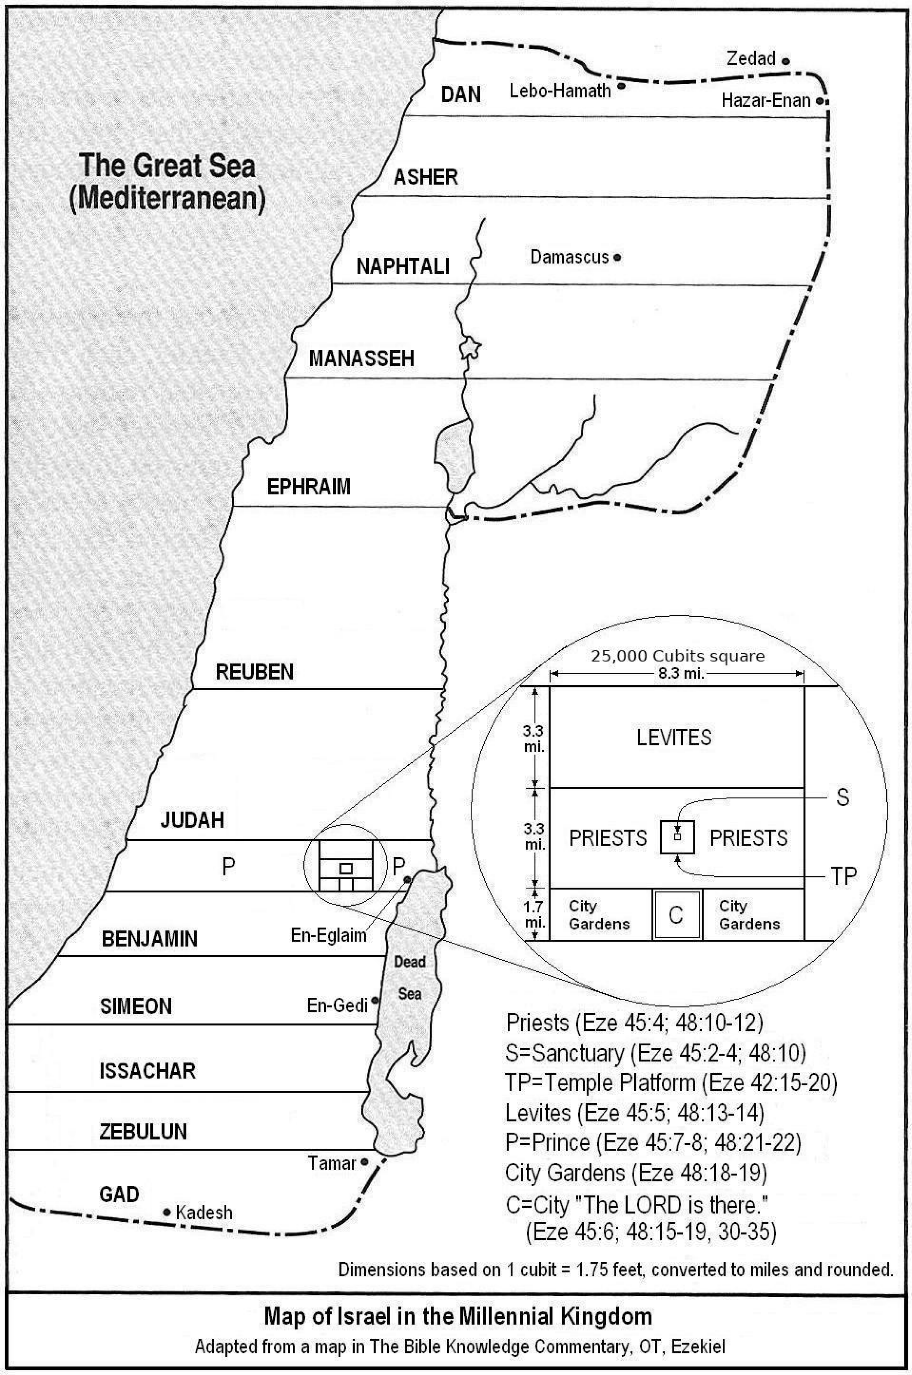 Zedad
DAN
Lebo-Hamath
Hazar-Enan
The Great Sea
(Mediterranean)
ASHER
Damascus
NAPHTALI
MANASSEH
EPHRAIM
REUBEN
JUDAH
P
P
En-Eglaim
BENJAMIN
Dead
Sea
SIMEON
En-Gedi
ISSACHAR
ZEBULUN
Tamar
GAD
Kadesh
25,000 Cubits square
8.3 mi.
3.3
mi.
LEVITES
S
3.3
mi.
PRIESTS
PRIESTS
TP
1.7
mi.
City
Gardens
C
City
Gardens
Priests (Eze 45:4; 48:10-12)
S=Sanctuary (Eze 45:2-4; 48:10)
TP=Temple Platform (Eze 42:15-20)
Levites (Eze 45:5; 48:13-14)
P=Prince (Eze 45:7-8; 48:21-22)
City Gardens (Eze 48:18-19)
C=City "The LORD is there."
(Eze 45:6; 48:15-19, 30-35)
Dimensions based on 1 cubit = 1.75 feet, converted to miles and rounded.
Map of Israel in the Millennial Kingdom
Adapted from a map in The Bible Knowledge Commentary, OT, Ezekiel